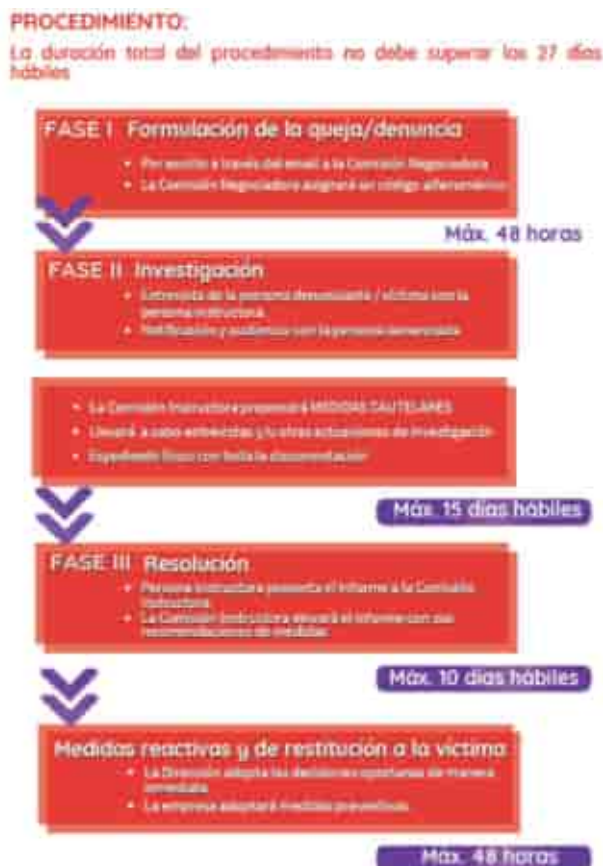 PROCEDIMIENTO:
La duración total del procedimiento no debe superar los 27 días
hábiles
FASE I Formulación de la queja/denuncia
• Por escrito a través del email a la Comisión Negociadora
• La Comisión Negociadora asignará un código alfanumérico
Máx. 48 horas
FASE II Investigación
• Entrevista de la persona denunciante / víctima con la
persona instructora.
• Notificación y audiencia con la persona denunciada
• La Comisión Instructora propondrá MEDIDAS CAUTELARES
• Llevará a cabo entrevistas y/u otras actuaciones de investigación
• Expediente físico con toda la documentación
Máx. 15 días hábiles
FASE III Resolución
• Persona instructora presenta el informe a la Comisión
Instructora.
• La Comisión Instructora elevará el informe con sus
recomendaciones de medidas
Máx. 10 días hábiles
Medidas reactivas y de restitución a la víctima
• La Dirección adopta las decisiones oportunas de manera
inmediata.
• La empresa adoptará medidas preventivas.
Máx. 48 horas